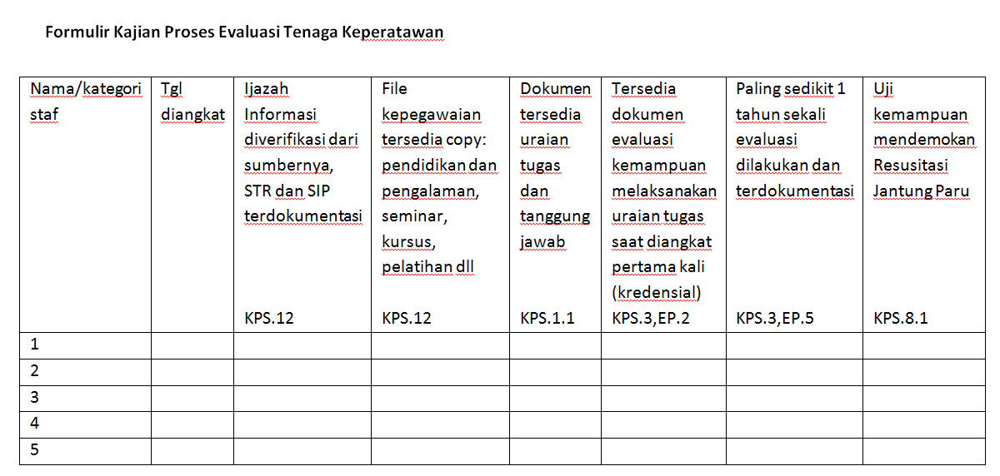 Formulir Kajian Proses Evaluasi Tenaga Keperatawan
Nama/kategori
staf
Tgl
diangkat
Ijazah
Informasi
diverifikasi dari
sumbernya,
STR dan SIP
terdokumentasi
KPS.12
File
kepegawaian
tersedia copy:
pendidikan dan
pengalaman,
seminar,
kursus,
pelatihan dll
KPS.12
Dokumen
tersedia
uraian
tugas
dan
tanggung
jawab
KPS.1.1
Tersedia
dokumen
evaluasi
kemampuan
melaksanakan
uraian tugas
saat diangkat
pertama kali
(kredensial)
KPS.3,EP.2
Paling sedikit 1
tahun sekali
evaluasi
dilakukan dan
terdokumentasi
KPS.3,EP.5
Uji
kemampuan
mendemokan
Resusitasi
Jantung Paru
KPS.8.1
1
2
3
4
5